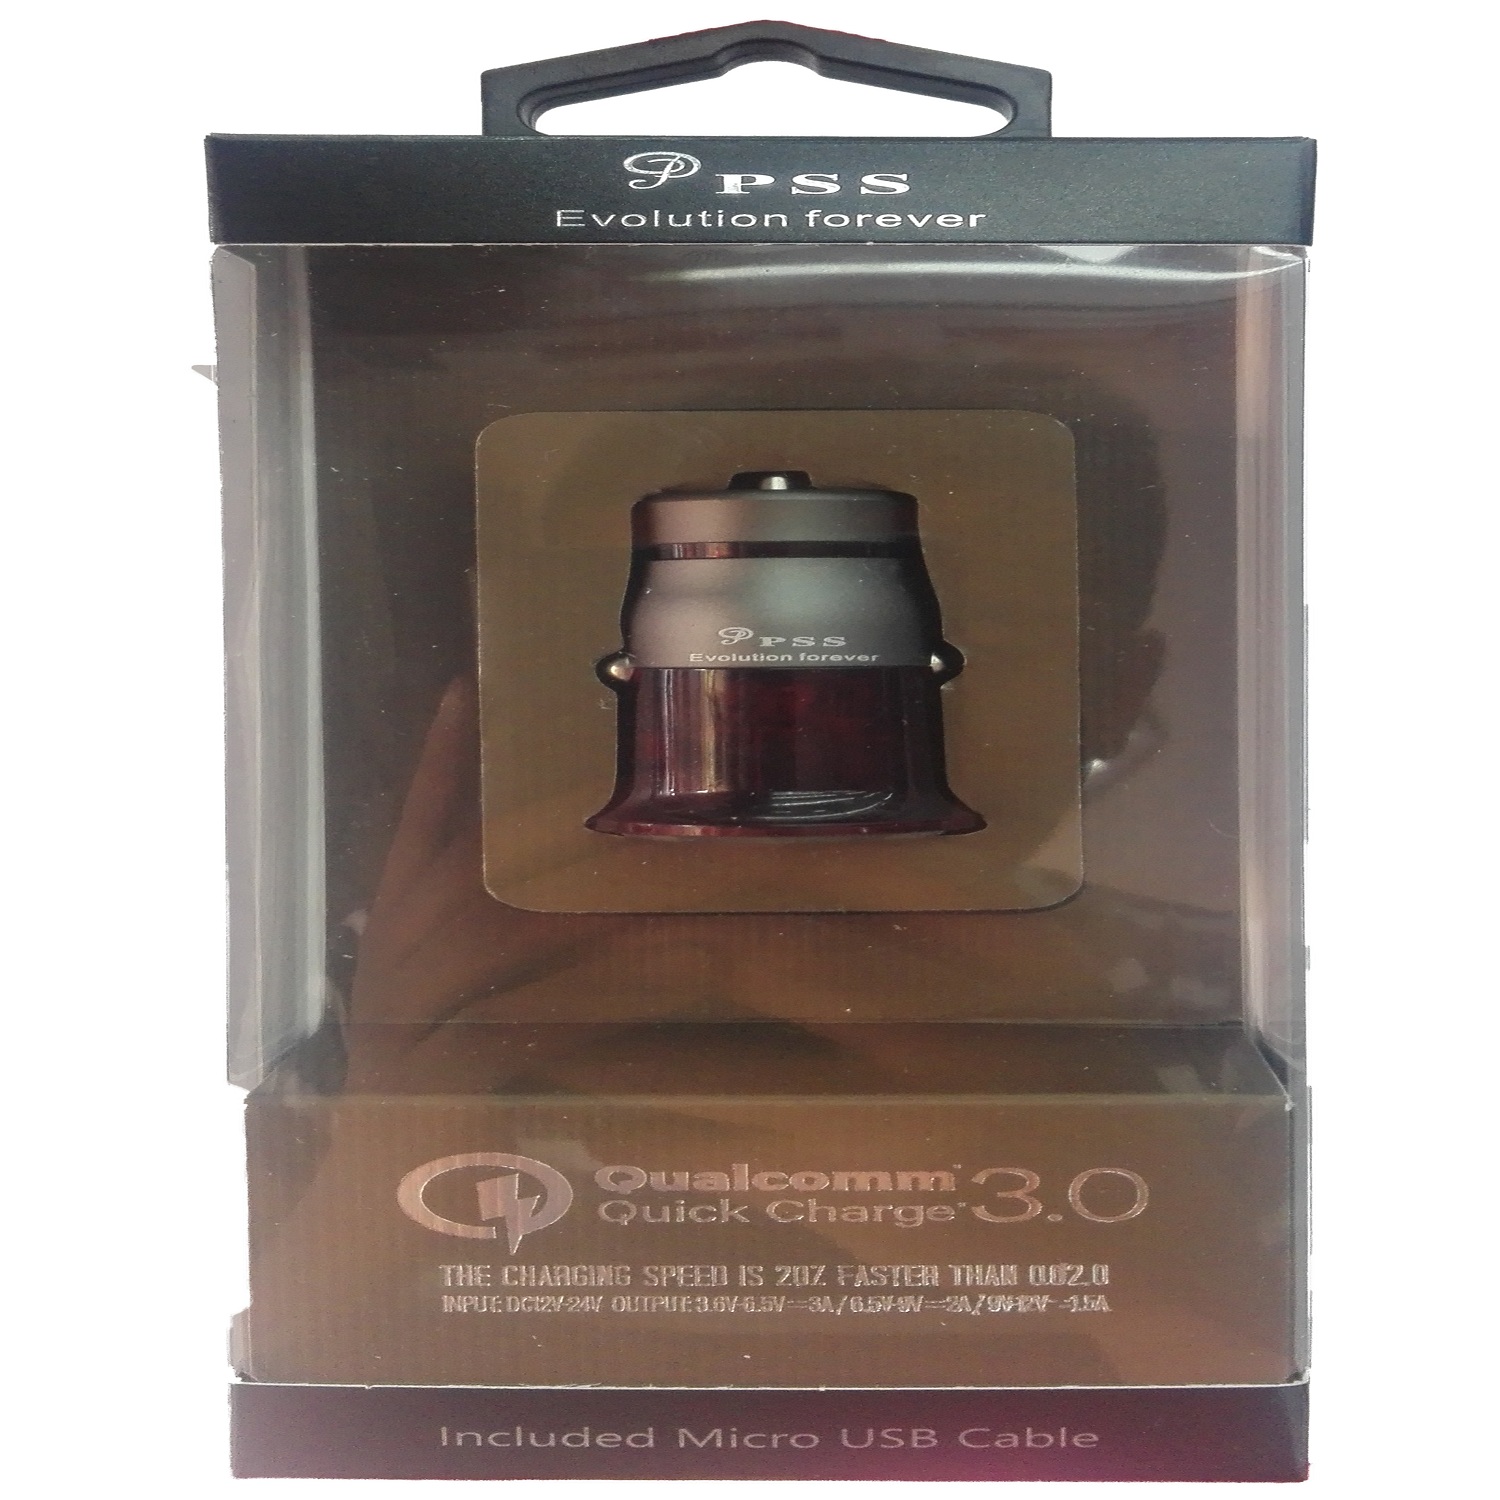 PSS
Evolution forever
PSS
Evolution forever
Qualcomm
Quick Charge 3.0
THE CHARGING SPEED IS 20% FASTER THAN QC2.0
INPUT: DC12V-24V OUTPUT: 3.6V-6.5V⎓3A / 6.5V-9V⎓2A / 9V-12V⎓1.5A
Included Micro USB Cable